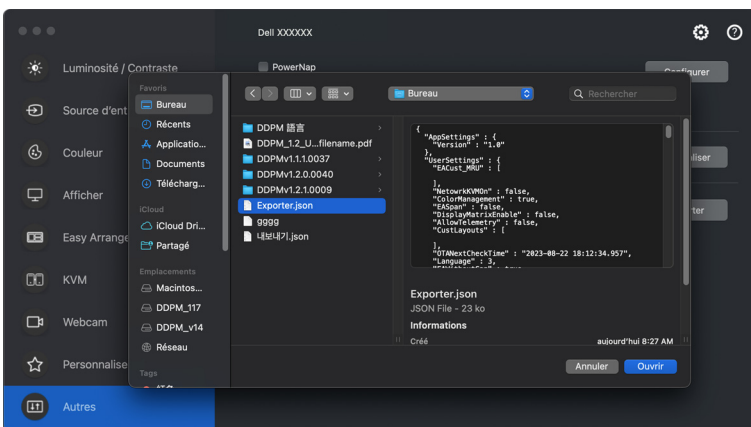 Dell XXXXXX
Luminosité / Contraste
PowerNap
Source d'ent
Couleur
Afficher
Easy Arrange
KVM
Webcam
Personnalise
Autres
Favoris
Bureau
Récents
Applicatio...
Documents
Télécharg...
iCloud
iCloud Dri...
Partagé
Emplacements
Macintos...
DDPM_117
DDPM_v14
Réseau
Tags
Bureau
Rechercher
DDPM 語言
DDPM_1.2_U...filename.pdf
DDPMv1.1.1.0037
DDPMv1.2.0.0040
DDPMv1.2.1.0009
Exporter.json
gggg
내보내기.json
{
"AppSettings" : {
"Version" : "1.0"
},
"UserSettings" : {
"EACust_MRU" : [
],
"NetowrkKVMOn" : false,
"ColorManagement" : true,
"EASpan" : false,
"DisplayMatrixEnable" : false,
"AllowTelemetry" : false,
"CustLayouts" : [
],
"OTANextCheckTime" : "2023-08-22 18:12:34.957",
"Language" : 3,
Exporter.json
JSON File - 23 ko
Informations
Créé
aujourd'hui 8:27 AM
Annuler
Ouvrir
liser
ter